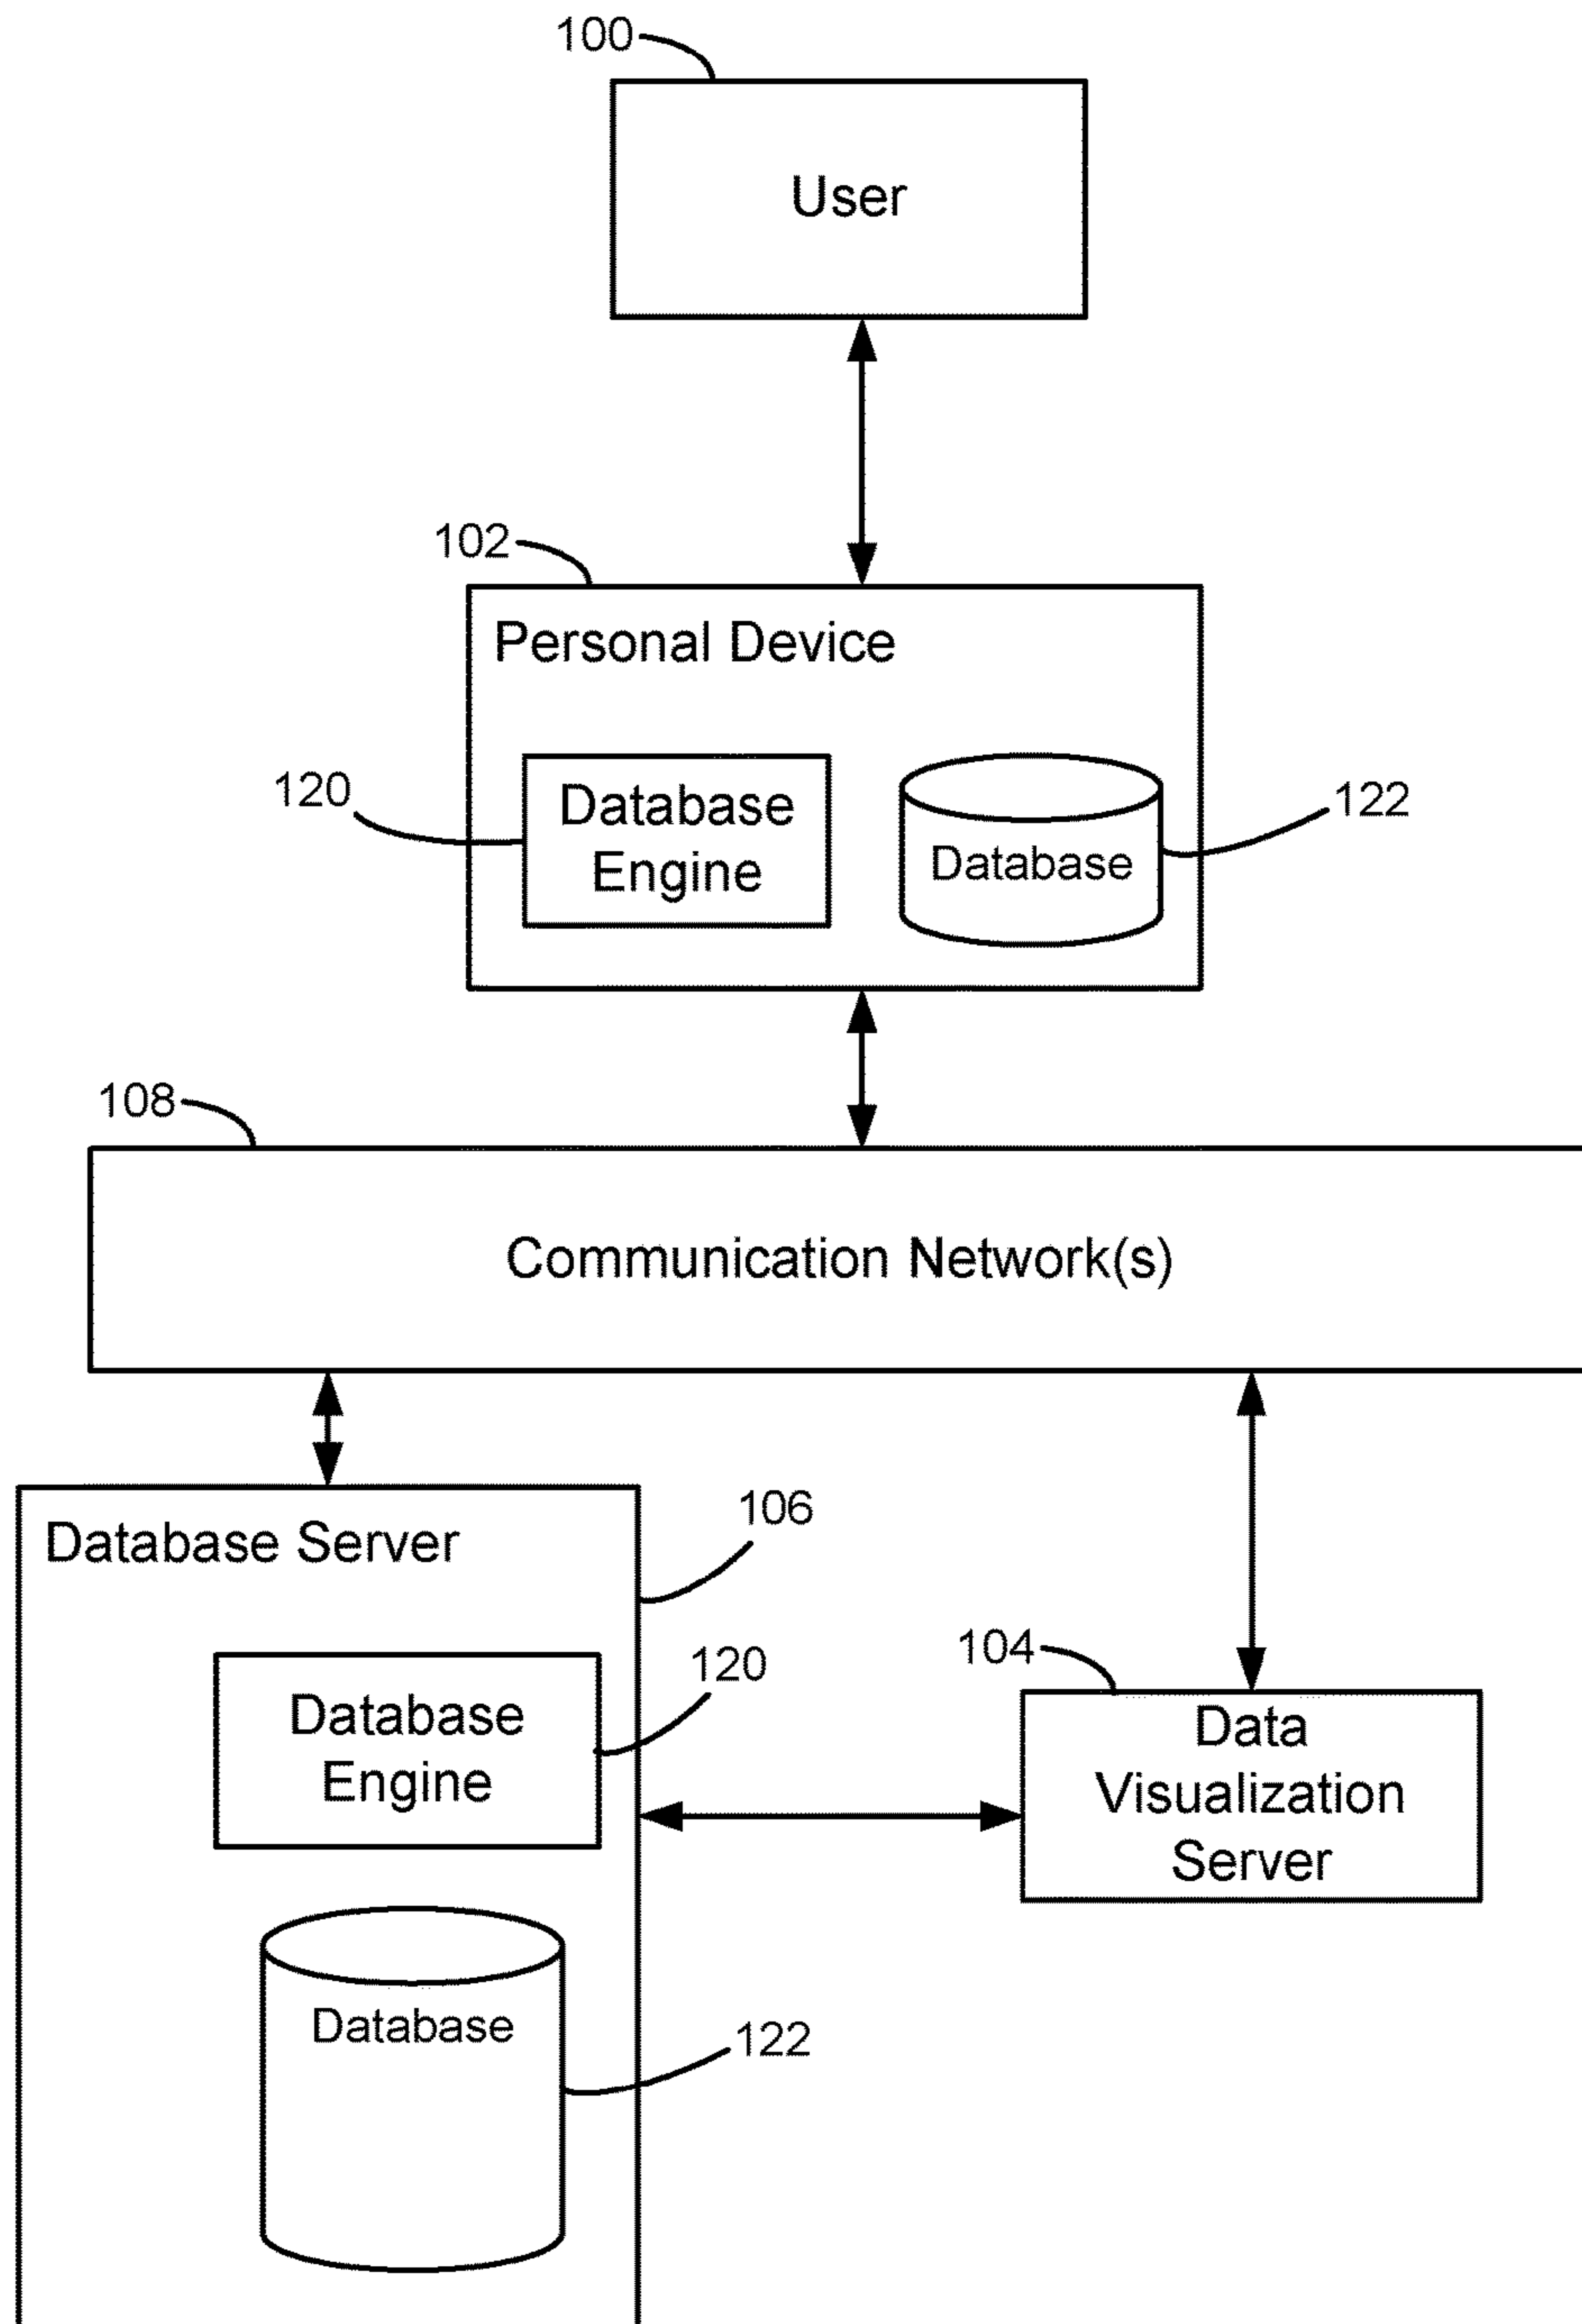 100
User
102
Personal Device
120
Database
Engine
Database
122
108
Communication Network(s)
Database Server
106
Database
Engine
120
104
Data
Visualization
Server
Database
122